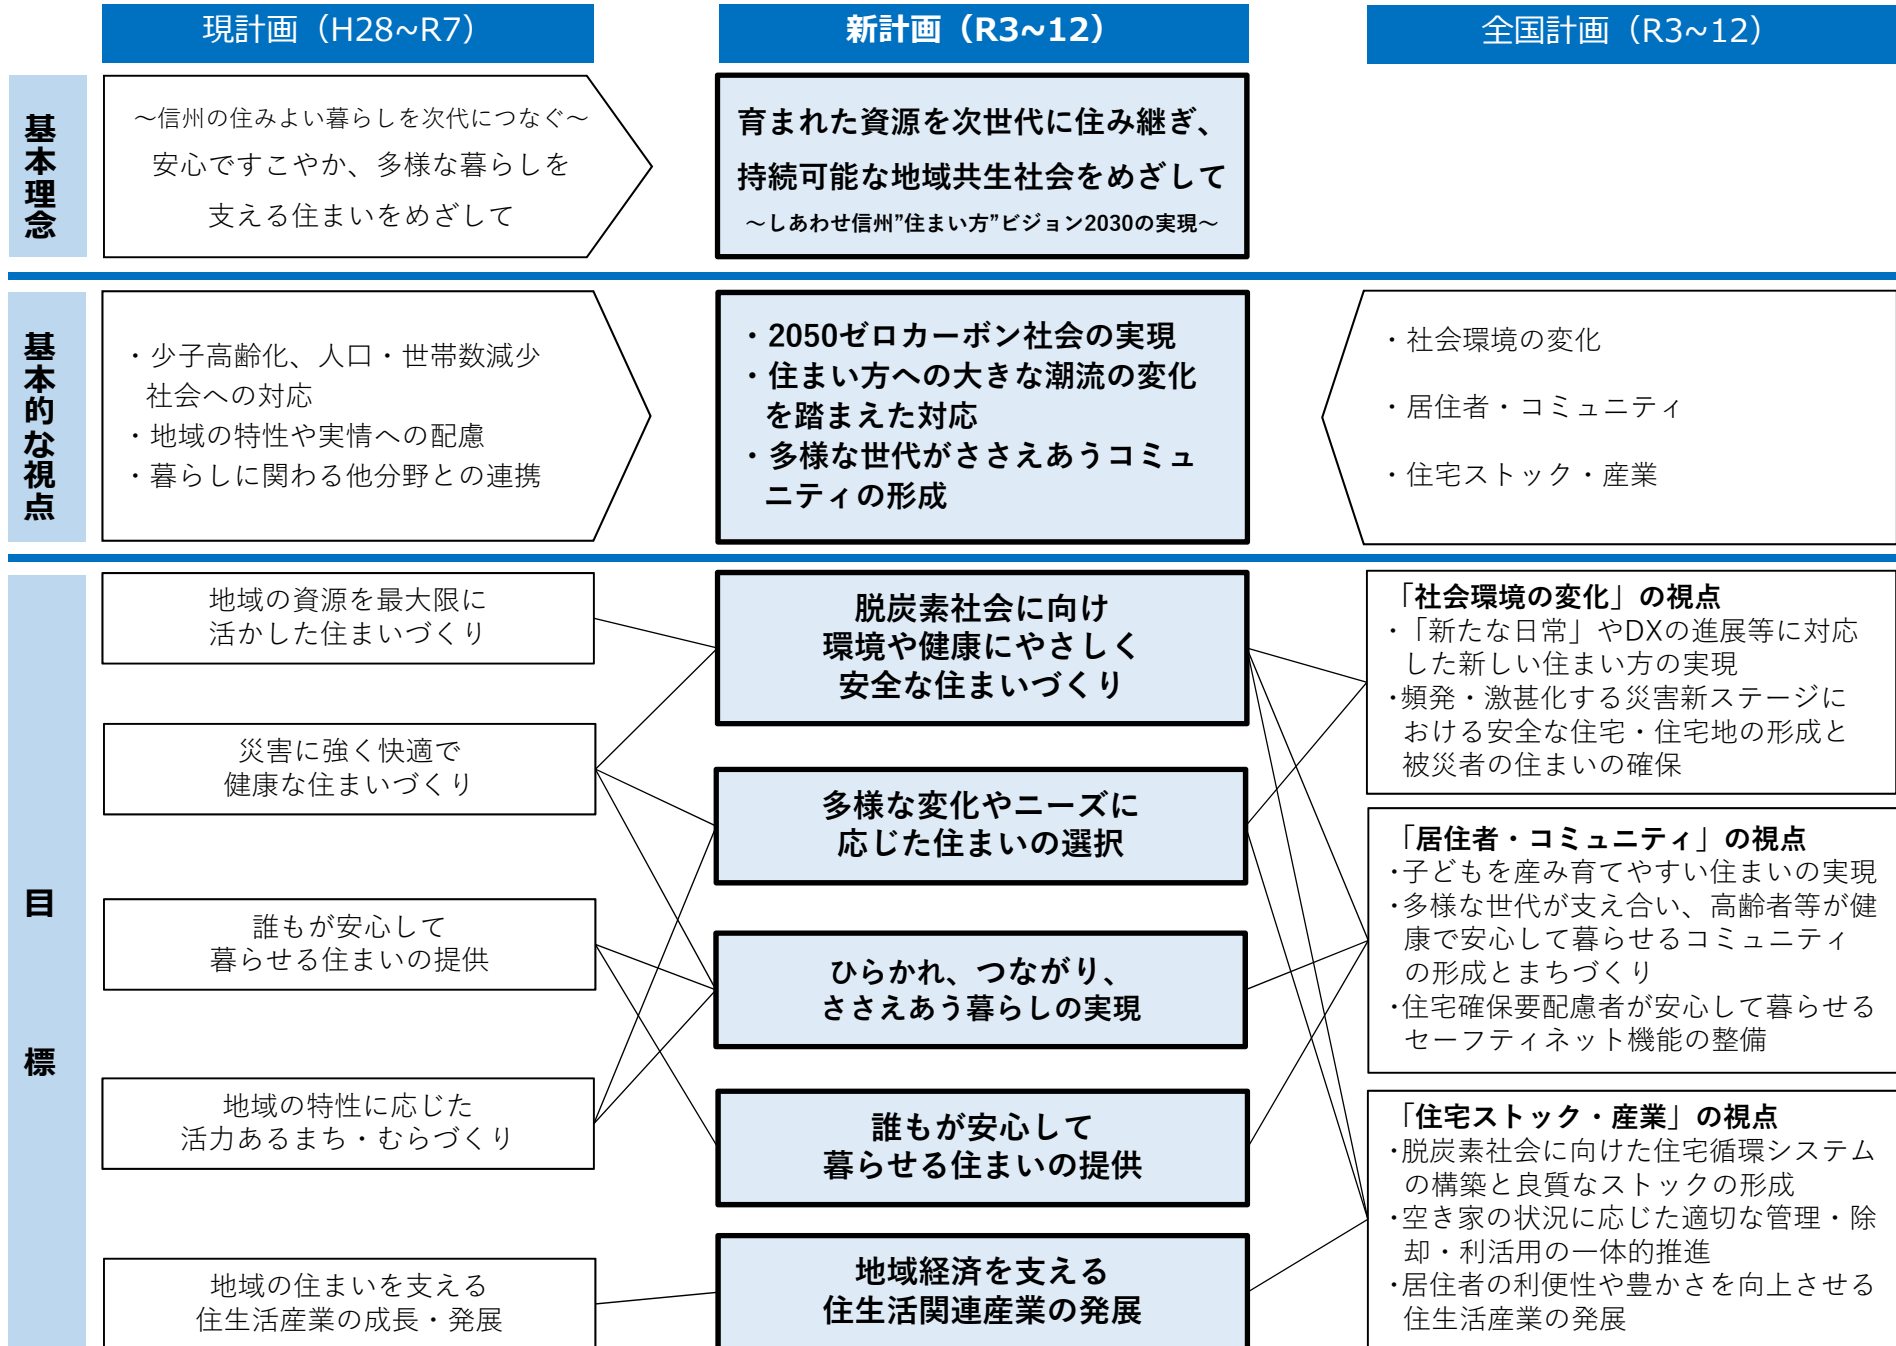 現計画（H28~R7）
新計画（R3~12）
全国計画（R3~12）
基本理念
～信州の住みよい暮らしを次代につなぐ～
安心ですこやか、多様な暮らしを
支える住まいをめざして
育まれた資源を次世代に住み継ぎ、
持続可能な地域共生社会をめざして
～しあわせ信州”住まい方”ビジョン2030の実現～
基本的な視点
・少子高齢化、人口・世帯数減少
社会への対応
・地域の特性や実情への配慮
・暮らしに関わる他分野との連携
・2050ゼロカーボン社会の実現
・住まい方への大きな潮流の変化
を踏まえた対応
・多様な世代がささえあうコミュ
ニティの形成
・社会環境の変化
・居住者・コミュニティ
・住宅ストック・産業
目標
地域の資源を最大限に
活かした住まいづくり
災害に強く快適で
健康な住まいづくり
誰もが安心して
暮らせる住まいの提供
地域の特性に応じた
活力あるまち・むらづくり
地域の住まいを支える
住生活産業の成長・発展
脱炭素社会に向け
環境や健康にやさしく
安全な住まいづくり
多様な変化やニーズに
応じた住まいの選択
ひらかれ、つながり、
ささえあう暮らしの実現
誰もが安心して
暮らせる住まいの提供
地域経済を支える
住生活関連産業の発展
「社会環境の変化」の視点
・「新たな日常」やDXの進展等に対応
した新しい住まい方の実現
・頻発・激甚化する災害新ステージに
おける安全な住宅・住宅地の形成と
被災者の住まいの確保
「居住者・コミュニティ」の視点
・子どもを産み育てやすい住まいの実現
・多様な世代が支え合い、高齢者等が健
康で安心して暮らせるコミュニティ
の形成とまちづくり
・住宅確保要配慮者が安心して暮らせる
セーフティネット機能の整備
「住宅ストック・産業」の視点
・脱炭素社会に向けた住宅循環システム
の構築と良質なストックの形成
・空き家の状況に応じた適切な管理・除
却・利活用の一体的推進
・居住者の利便性や豊かさを向上させる
住生活産業の発展